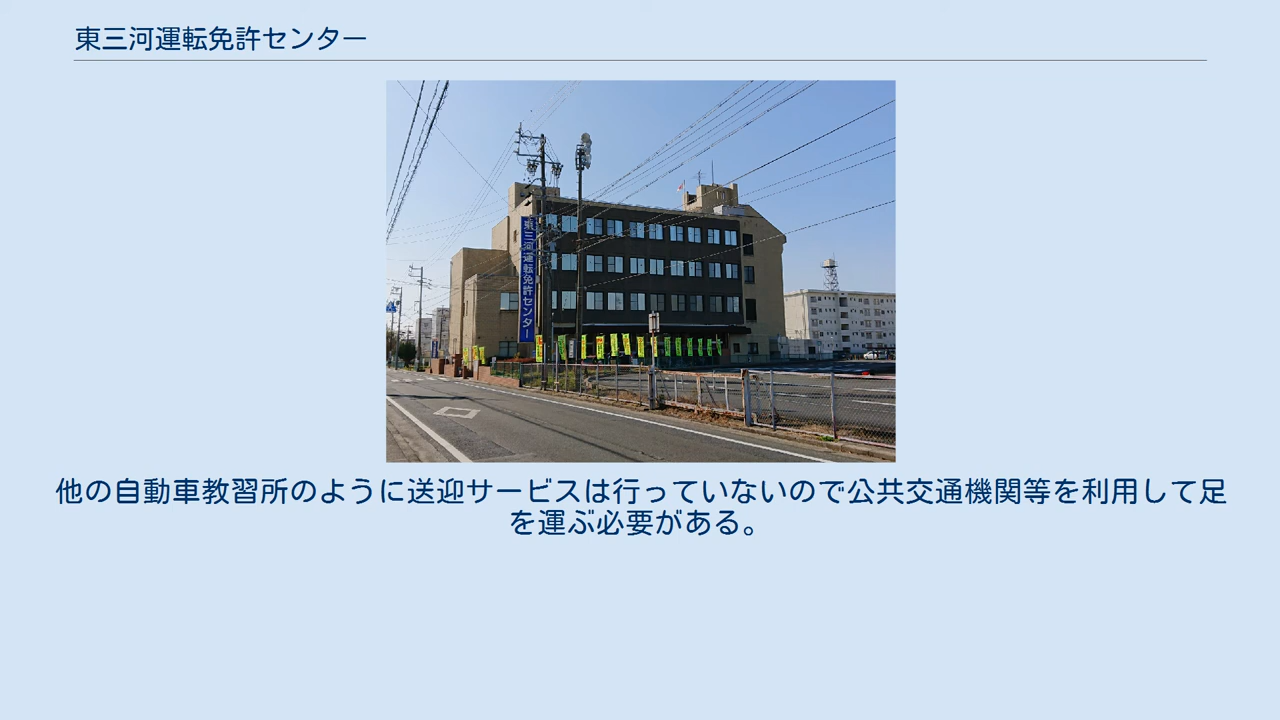 東三河運転免許センター
東三河運転免許センター
他の自動車教習所のように送迎サービスは行っていないので公共交通機関等を利用して足
を運ぶ必要がある。